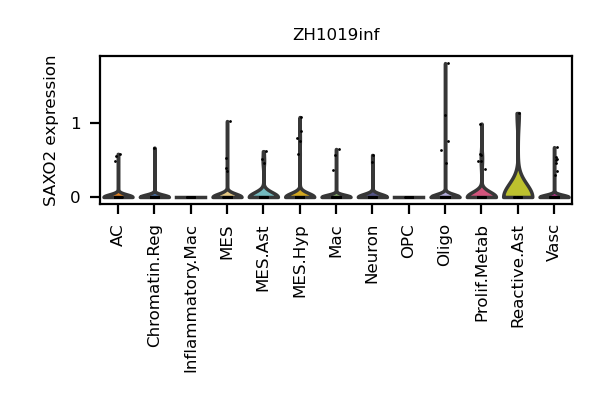 ZH1019inf
SAXO2 expression
1
0
AC
Chromatin.Reg
Inflammatory.Mac
MES
MES.Ast
MES.Hyp
Mac
Neuron
OPC
Oligo
Prolif.Metab
Reactive.Ast
Vasc